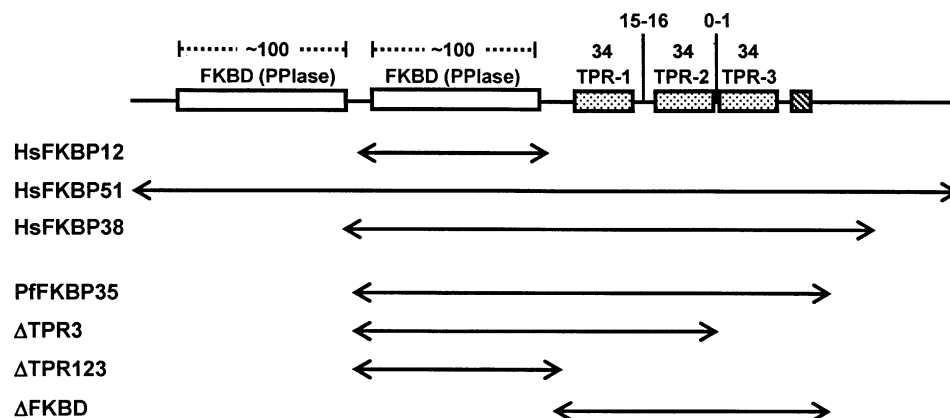 15-16 0-1
~100 ~100 34 34 34
FKBD (PPIase) FKBD (PPIase) TPR-1 TPR-2 TPR-3
HsFKBP12
HsFKBP51
HsFKBP38
PfFKBP35
ΔTPR3
ΔTPR123
ΔFKBD